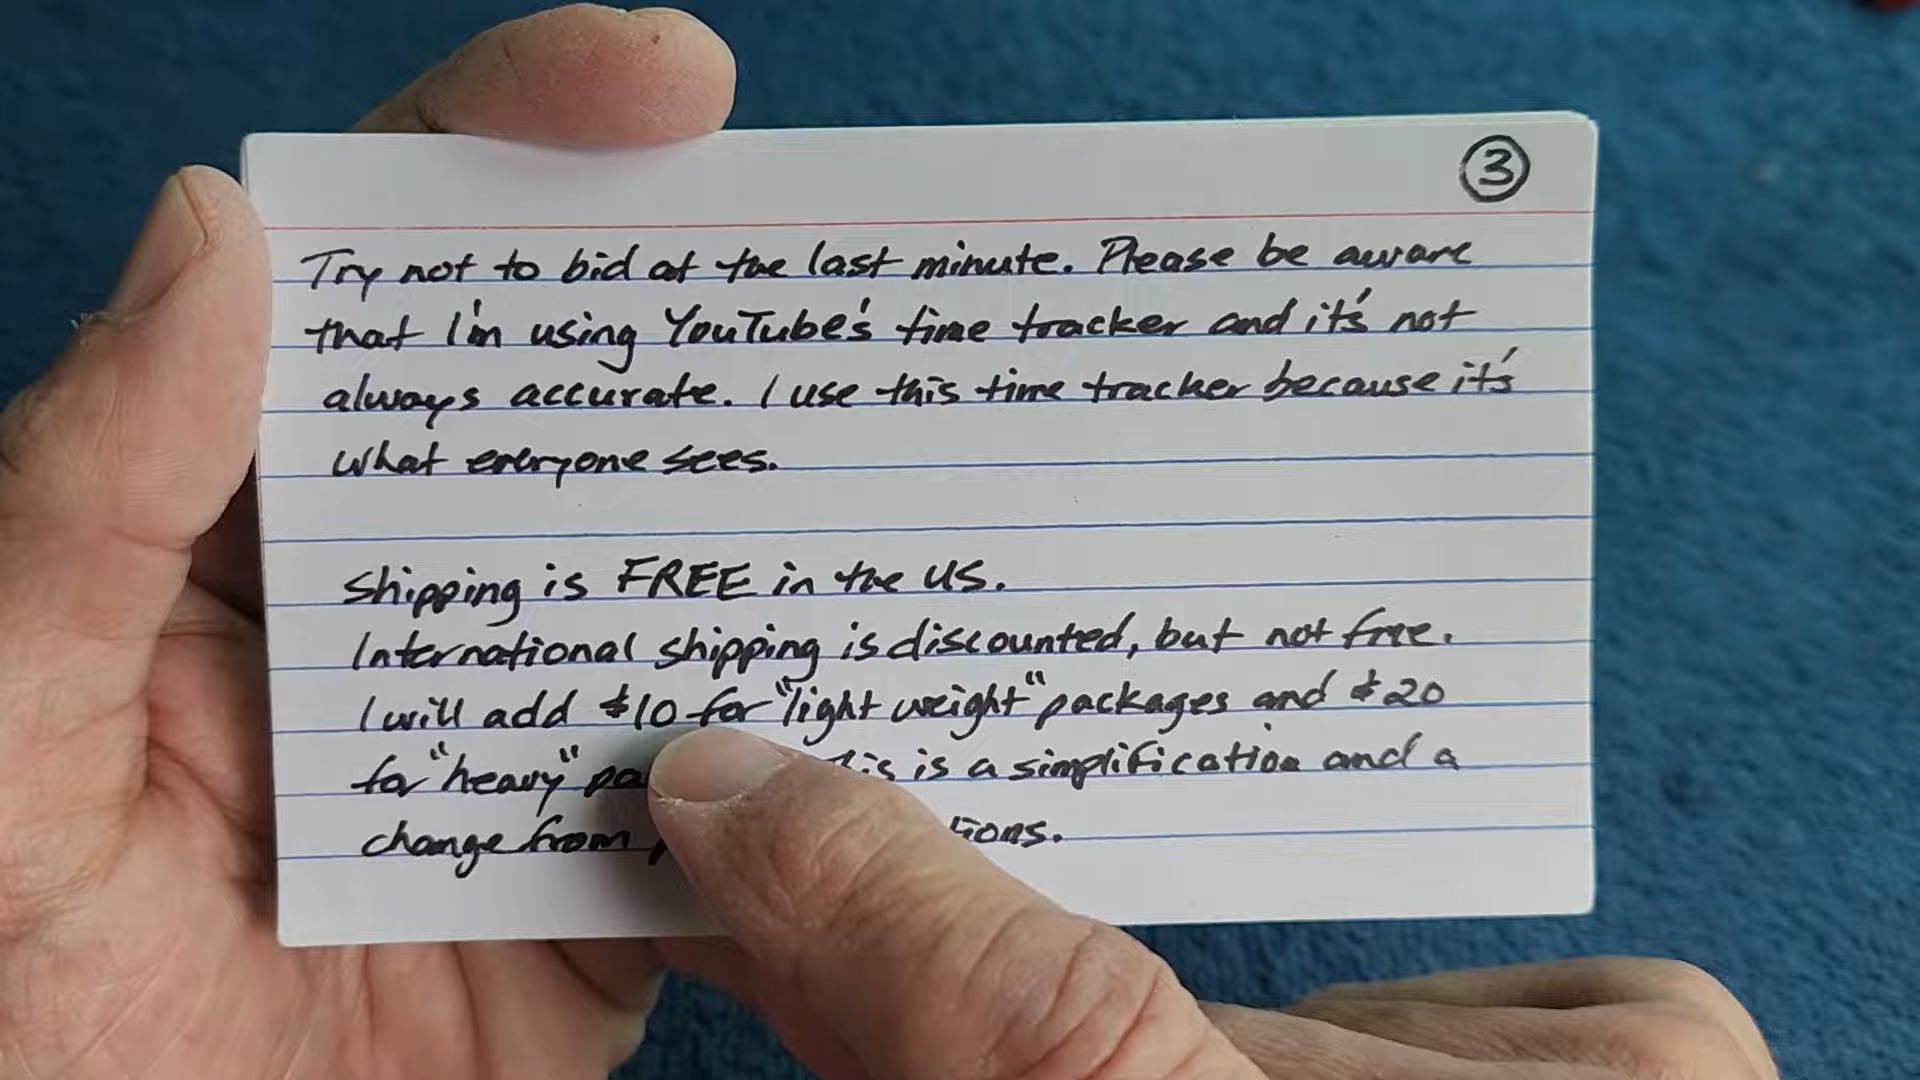 3
Try not to bid at the last minute. Please be aware
that I'm using YouTube's time tracker and it's not
always accurate. I use this time tracker because it's
what everyone sees.
Shipping is FREE in the US.
International shipping is discounted, but not free.
I will add $10 for "light weight" packages and $20
for "heavy" is a simplification and a
change from